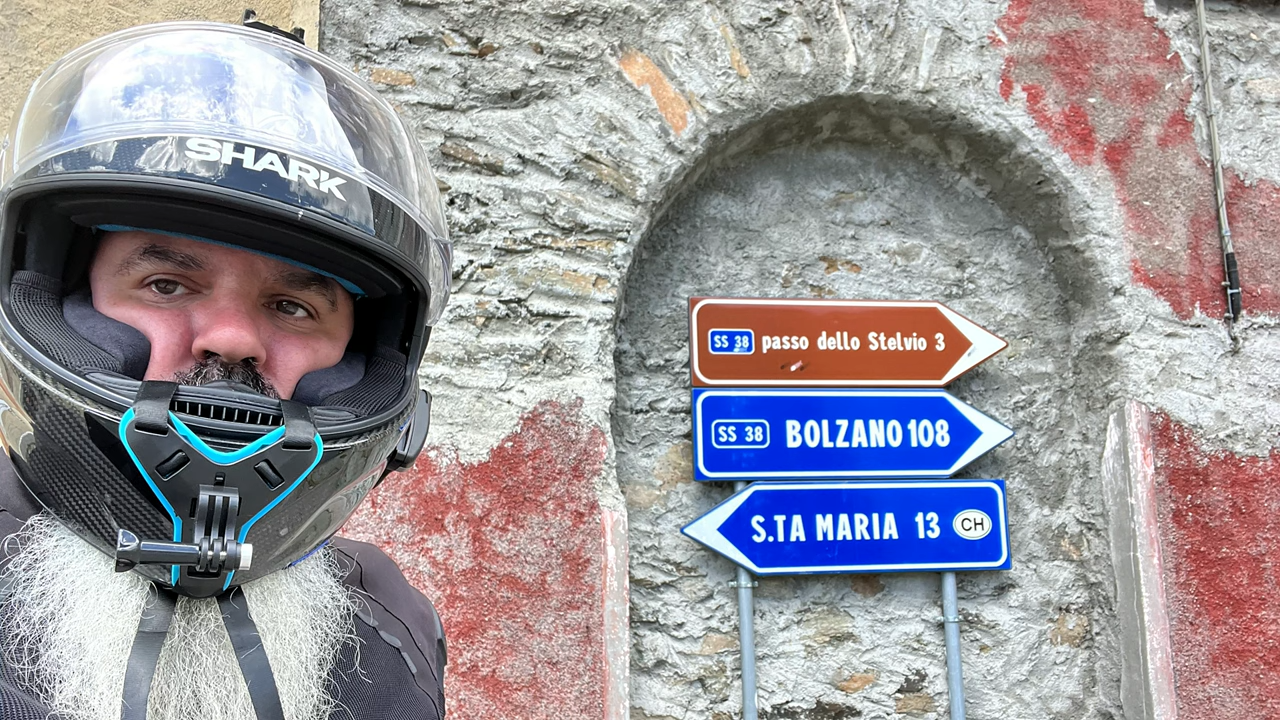 SHARK
SS 38 passo dello Stelvio 3
SS 38 BOLZANO 108
S.TA MARIA 13 CH